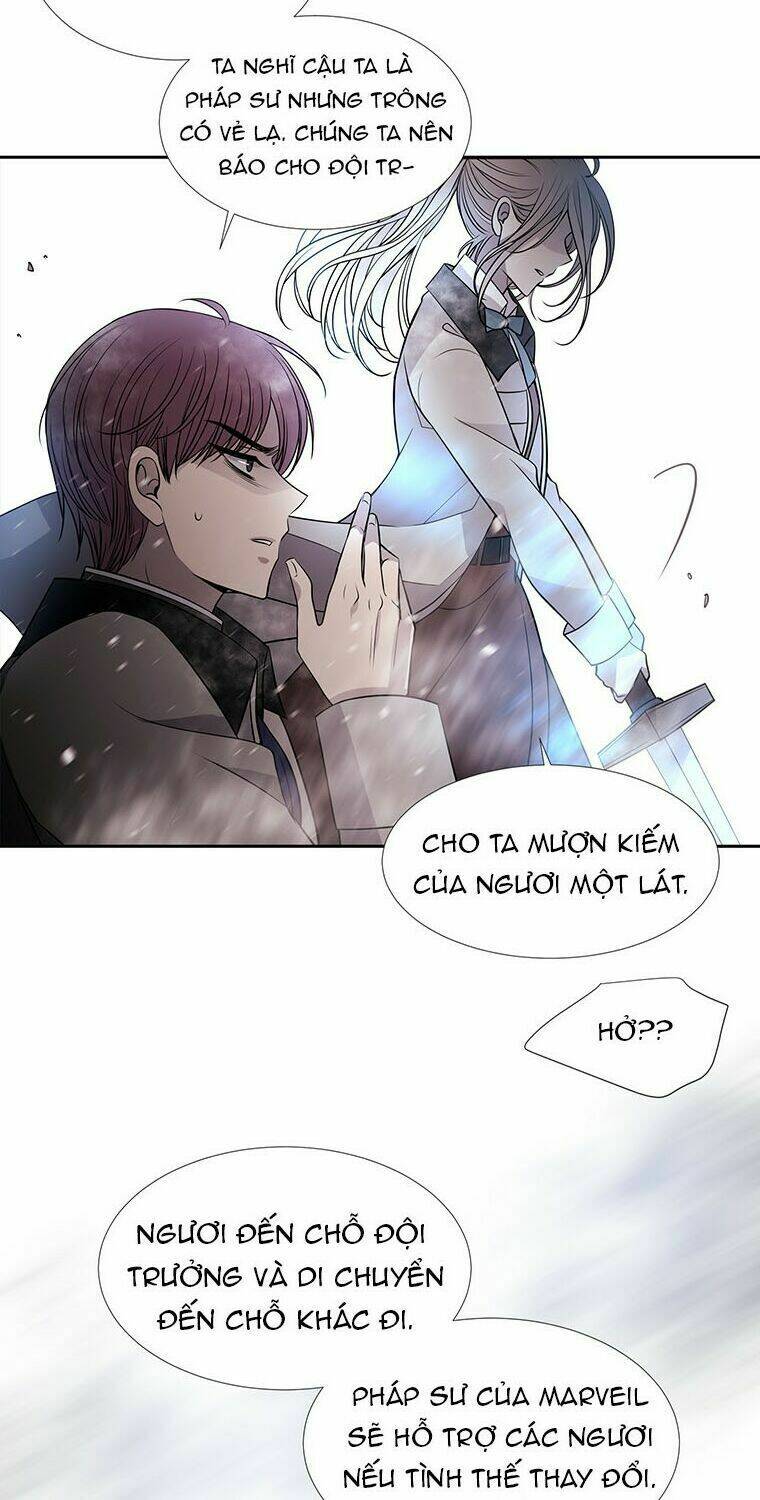 TA NGHĨ CẬU TA LÀ
PHÁP SƯ NHƯNG TRÔNG
CÓ VẺ LẠ. CHÚNG TA NÊN
BÁO CHO ĐỘI TR-
CHO TA MƯỢN KIẾM
CỦA NGƯƠI MỘT LÁT.
HỞ??
NGƯƠI ĐẾN CHỖ ĐỘI
TRƯỞNG VÀ DI CHUYỂN
ĐẾN CHỖ KHÁC ĐI.
PHÁP SƯ CỦA MARVEIL
SẼ HỖ TRỢ CÁC NGƯƠI
NẾU TÌNH THẾ THAY ĐỔI.